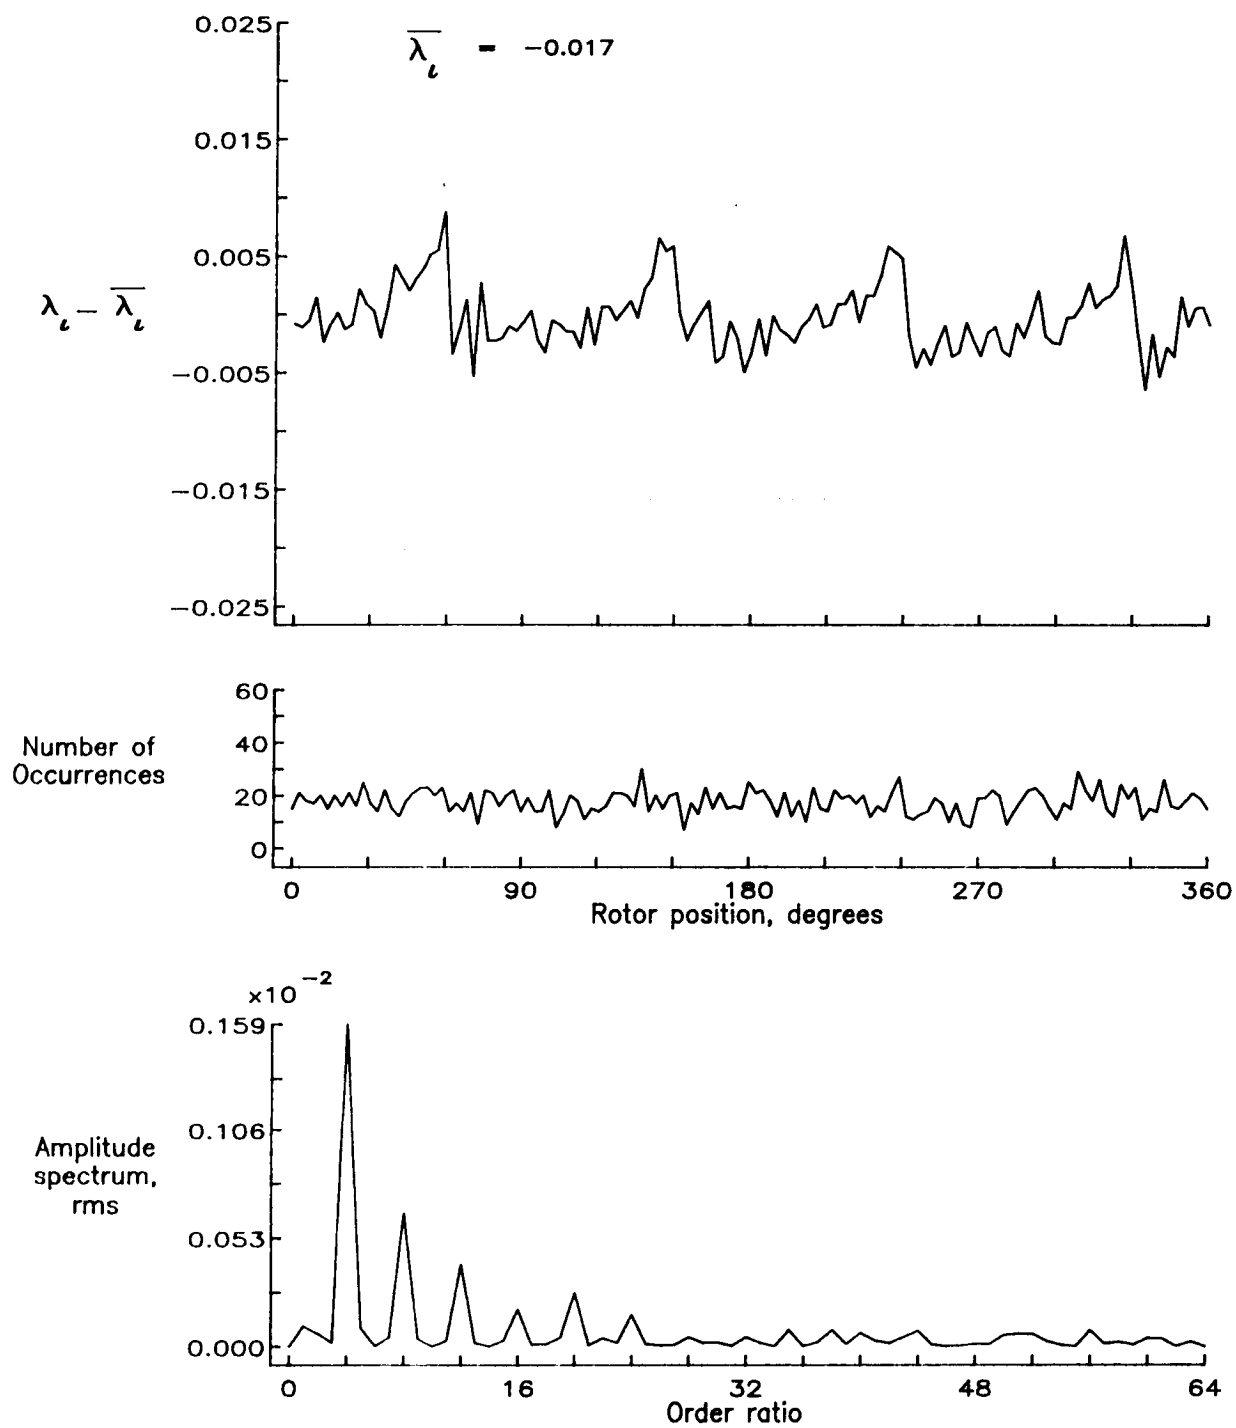 0.025
λ̅ι = −0.017
0.015
0.005
λι − λ̅ι
−0.005
−0.015
−0.025
60
Number of
Occurrences
40
20
0
0 90 180 270 360
Rotor position, degrees
×10 −2
0.159
0.106
Amplitude
spectrum,
rms
0.053
0.000
0 16 32 48 64
Order ratio